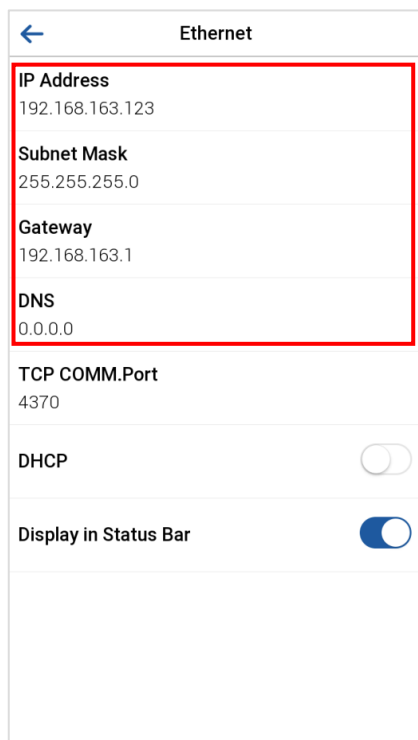 Ethernet
IP Address
192.168.163.123
Subnet Mask
255.255.255.0
Gateway
192.168.163.1
DNS
0.0.0.0
TCP COMM.Port
4370
DHCP
Display in Status Bar